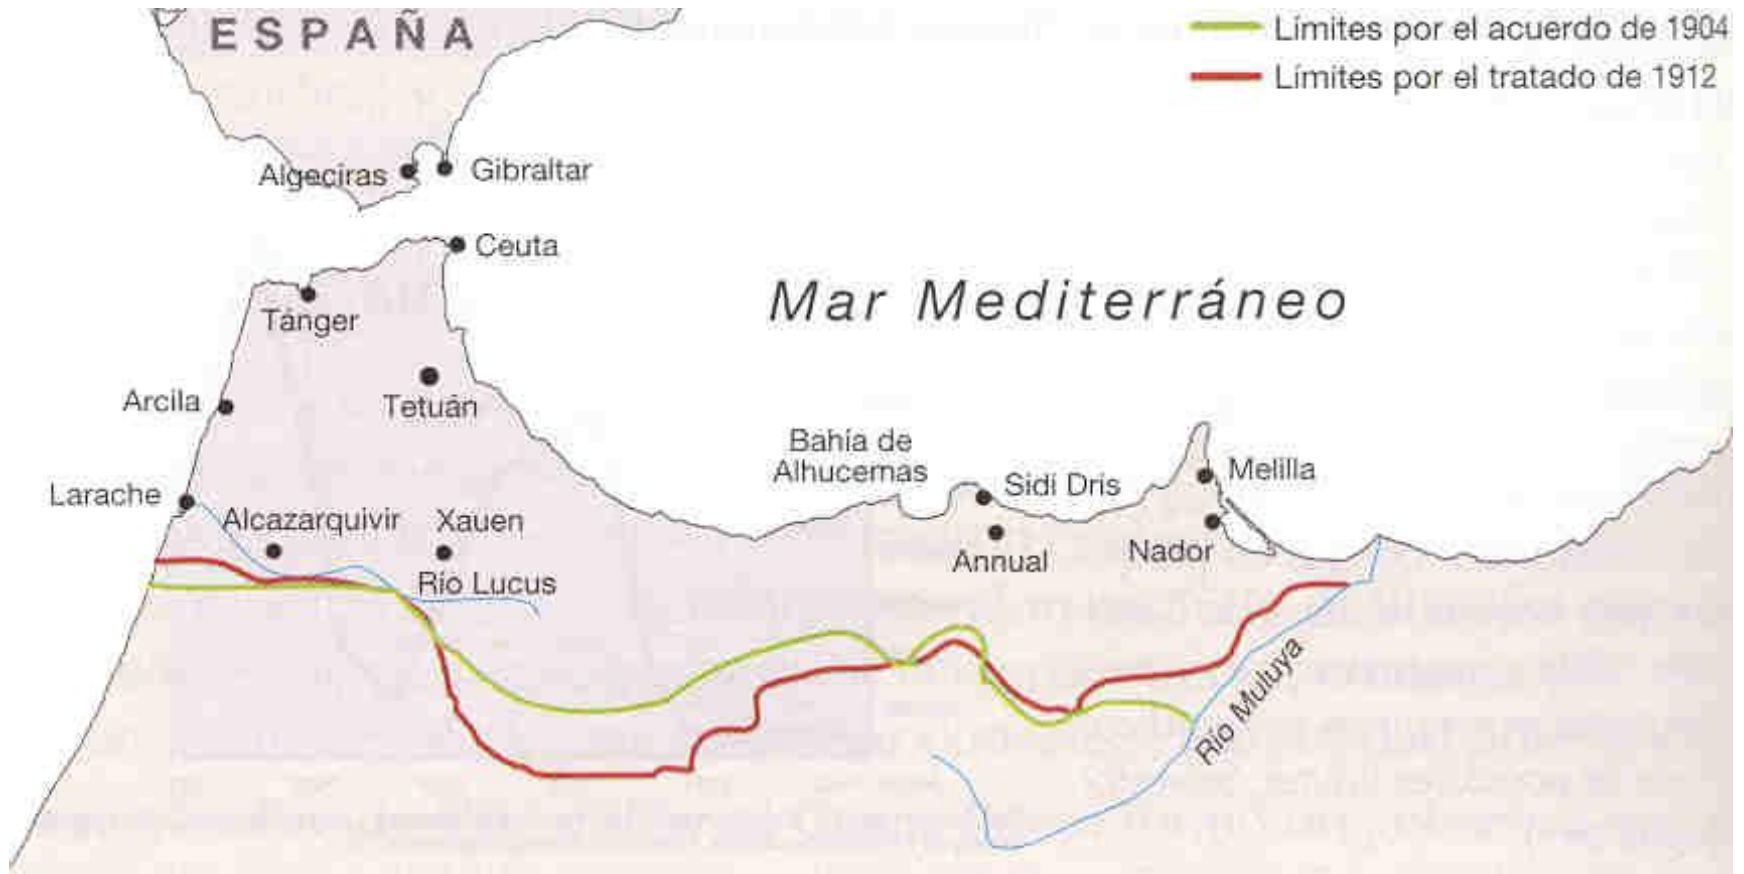 ESPAÑA
Límites por el acuerdo de 1904
Límites por el tratado de 1912
Algeciras
Gibraltar
Ceuta
Mar Mediterráneo
Tánger
Arcila
Tetuán
Bahía de
Alhucemas
Sidi Dris
Melilla
Larache
Alcazarquivir
Xauen
Annual
Nador
Río Lucus
Río Muluya